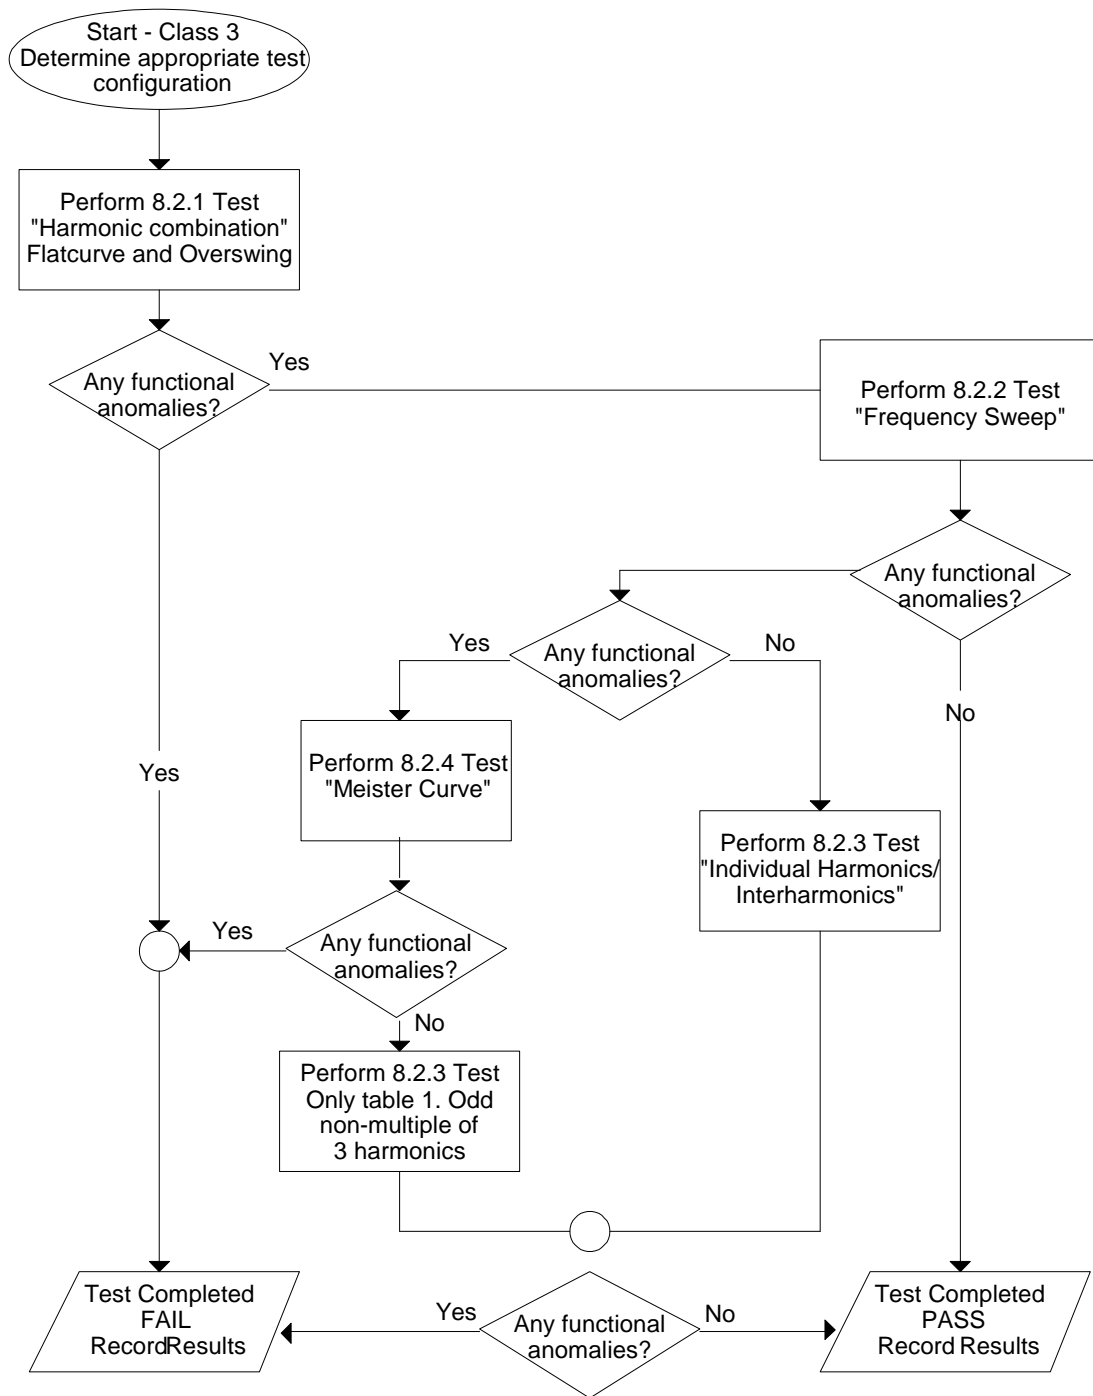 Start - Class 3
Determine appropriate test
configuration
Perform 8.2.1 Test
"Harmonic combination"
Flatcurve and Overswing
Any functional
anomalies?
Yes
Perform 8.2.2 Test
"Frequency Sweep"
Any functional
anomalies?
Any functional
anomalies?
Yes
No
No
Yes
Perform 8.2.4 Test
"Meister Curve"
Perform 8.2.3 Test
"Individual Harmonics/
Interharmonics"
Any functional
anomalies?
Yes
No
Perform 8.2.3 Test
Only table 1. Odd
non-multiple of
3 harmonics
Test Completed
FAIL
RecordResults
Any functional
anomalies?
Yes
No
Test Completed
PASS
Record Results